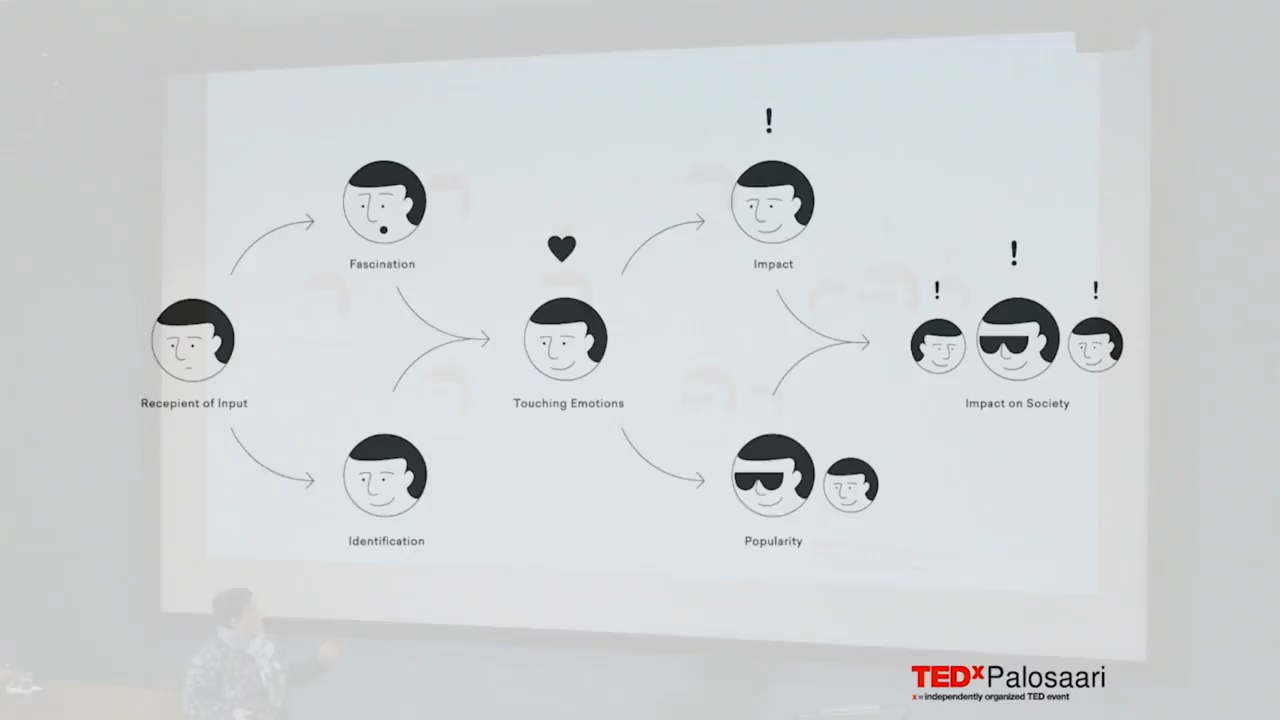 !
Fascination
Impact
!
!
!
Recepient of Input
Touching Emotions
Impact on Society
Identification
Popularity
TEDxPalosaari
x = independently organized TED event